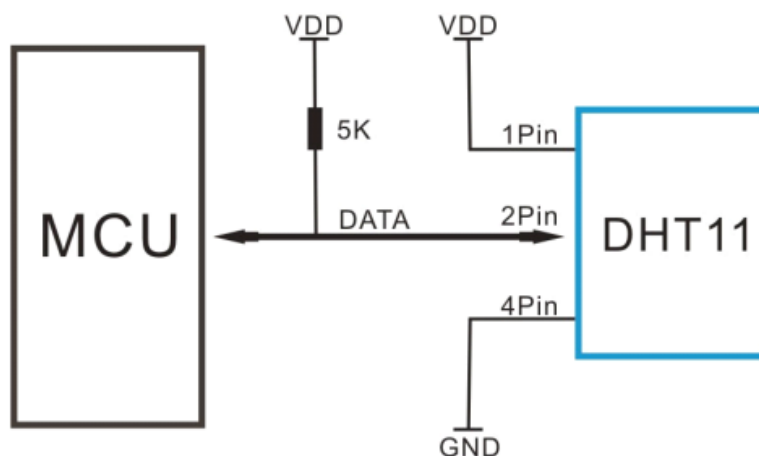 VDD
VDD
5K
1Pin
MCU
DATA
2Pin
DHT11
4Pin
GND